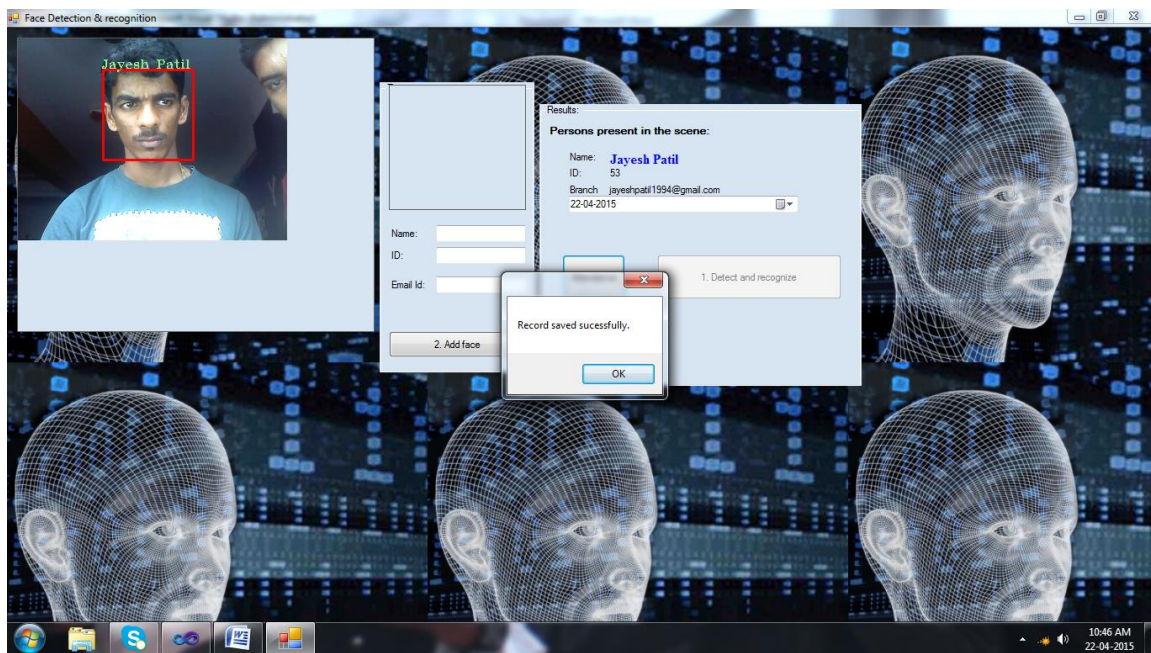 Face Detection & recognition
Jayesh Patil
Results:
Persons present in the scene:
Name: Jayesh Patil
ID: 53
Branch jayeshpatil1994@gmail.com
22-04-2015
Name:
ID:
Email Id:
1. Detect and recognize
Record saved sucessfully.
2. Add face
OK
10:46 AM
22-04-2015